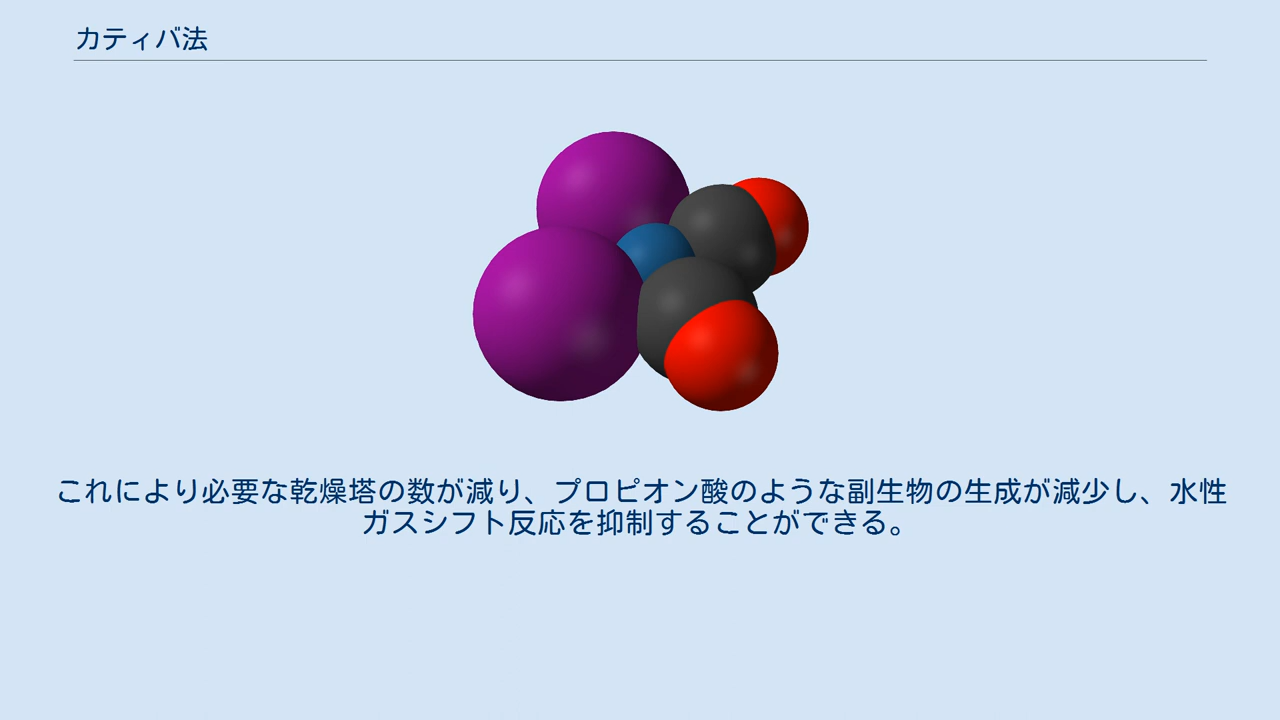 カティバ法
これにより必要な乾燥塔の数が減り、プロピオン酸のような副生物の生成が減少し、水性
ガスシフト反応を抑制することができる。